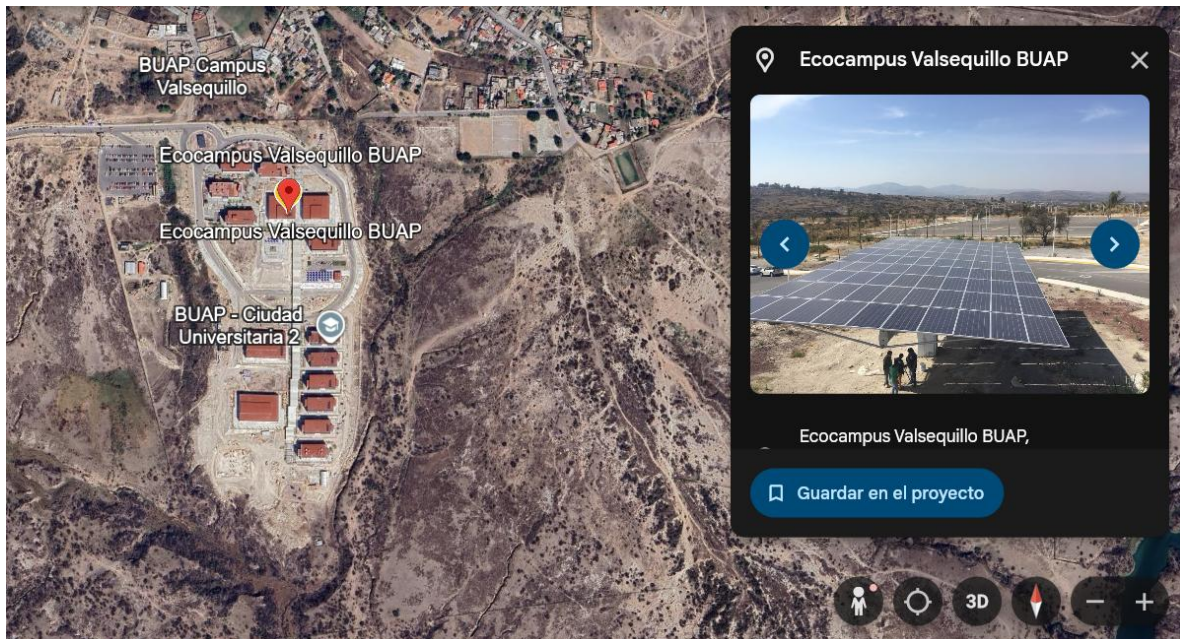 BUAP Campus
Valsequillo
Ecocampus Valsequillo BUAP
Ecocampus Valsequillo BUAP
BUAP - Ciudad
Universitaria 2
Ecocampus Valsequillo BUAP
Ecocampus Valsequillo BUAP,
Guardar en el proyecto
3D